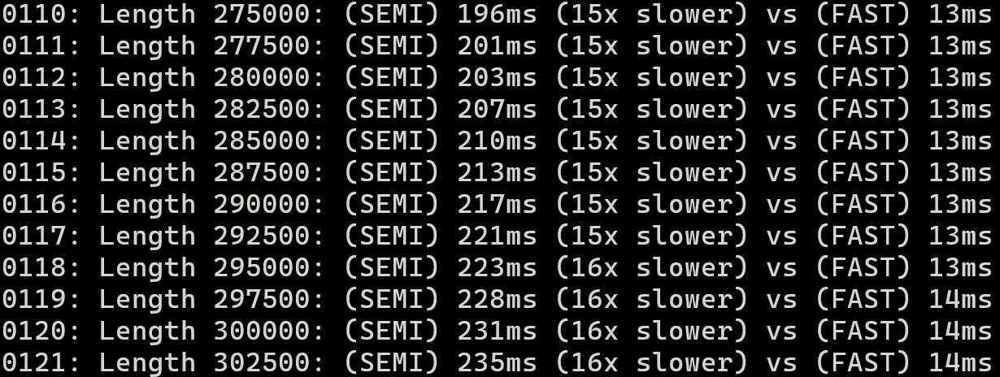 0110: Length 275000: (SEMI) 196ms (15x slower) vs (FAST) 13ms
0111: Length 277500: (SEMI) 201ms (15x slower) vs (FAST) 13ms
0112: Length 280000: (SEMI) 203ms (15x slower) vs (FAST) 13ms
0113: Length 282500: (SEMI) 207ms (15x slower) vs (FAST) 13ms
0114: Length 285000: (SEMI) 210ms (15x slower) vs (FAST) 13ms
0115: Length 287500: (SEMI) 213ms (15x slower) vs (FAST) 13ms
0116: Length 290000: (SEMI) 217ms (15x slower) vs (FAST) 13ms
0117: Length 292500: (SEMI) 221ms (15x slower) vs (FAST) 13ms
0118: Length 295000: (SEMI) 223ms (16x slower) vs (FAST) 13ms
0119: Length 297500: (SEMI) 228ms (16x slower) vs (FAST) 14ms
0120: Length 300000: (SEMI) 231ms (16x slower) vs (FAST) 14ms
0121: Length 302500: (SEMI) 235ms (16x slower) vs (FAST) 14ms